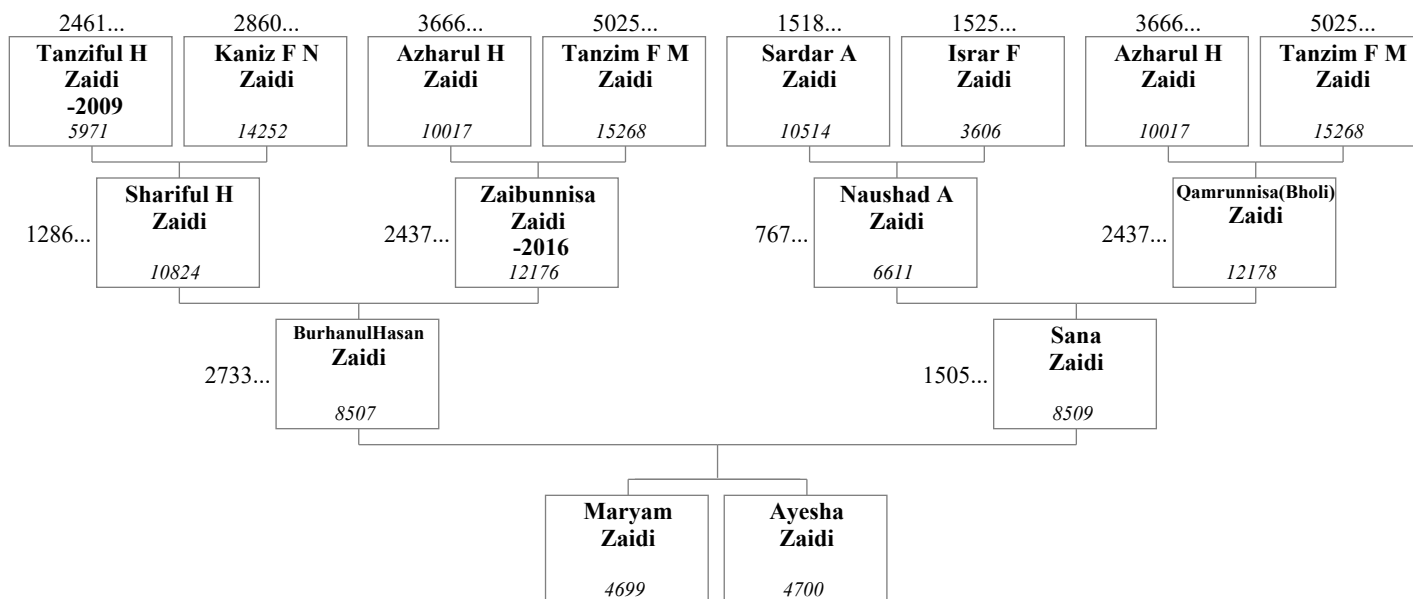 2461... 2860... 3666... 5025... 1518... 1525... 3666... 5025...
Tanziful H
Zaidi
-2009
5971
Kaniz F N
Zaidi
14252
Azharul H
Zaidi
10017
Tanzim F M
Zaidi
15268
Sardar A
Zaidi
10514
Israr F
Zaidi
3606
Azharul H
Zaidi
10017
Tanzim F M
Zaidi
15268
1286...
Shariful H
Zaidi
10824
2437...
Zaibunnisa
Zaidi
-2016
12176
767...
Naushad A
Zaidi
6611
2437...
Qamrunnisa(Bholi)
Zaidi
12178
2733...
BurhanulHasan
Zaidi
8507
1505...
Sana
Zaidi
8509
Maryam
Zaidi
4699
Ayesha
Zaidi
4700